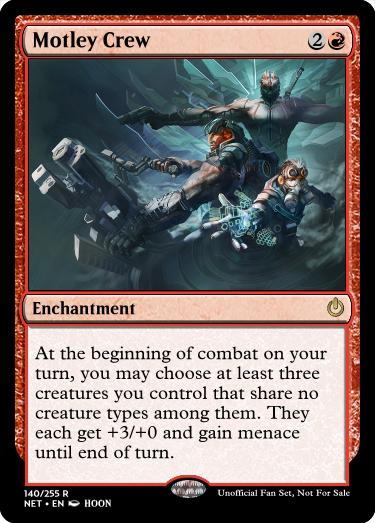 Motley Crew 2
Enchantment
At the beginning of combat on your
turn, you may choose at least three
creatures you control that share no
creature types among them. They
each get +3/+0 and gain menace
until end of turn.
140/255 R
NET • EN HOON
Unofficial Fan Set, Not For Sale